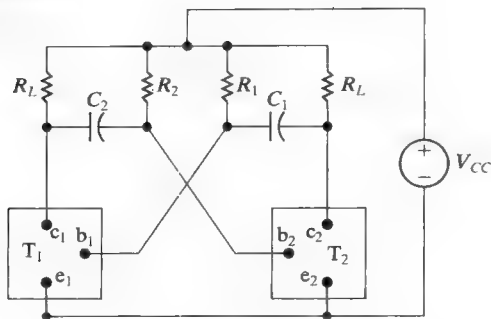 R_L C_2 R_2 R_1 C_1 R_L
+
−
V_CC
c_1 b_1 T_1 e_1
c_2 b_2 T_2 e_2